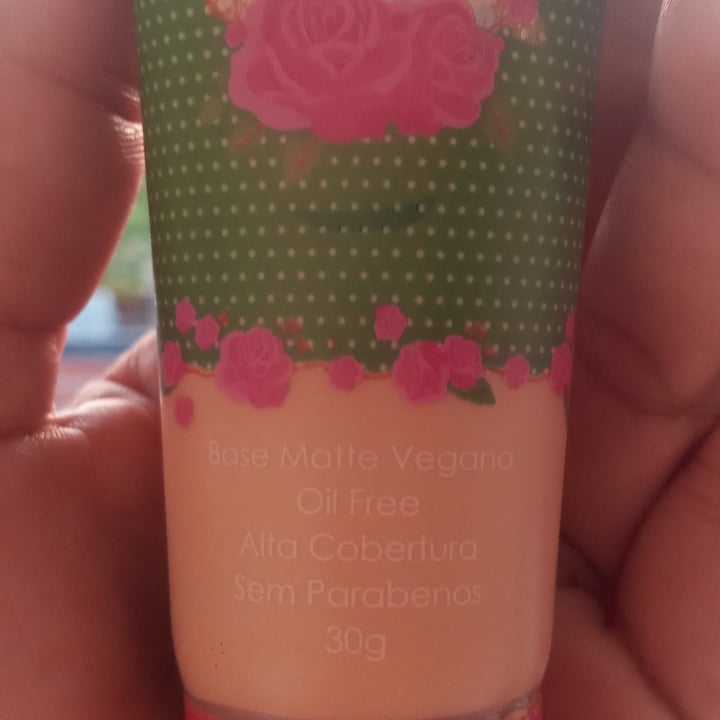 Base Matte Vegana
Oil Free
Alta Cobertura
Sem Parabenos
30g